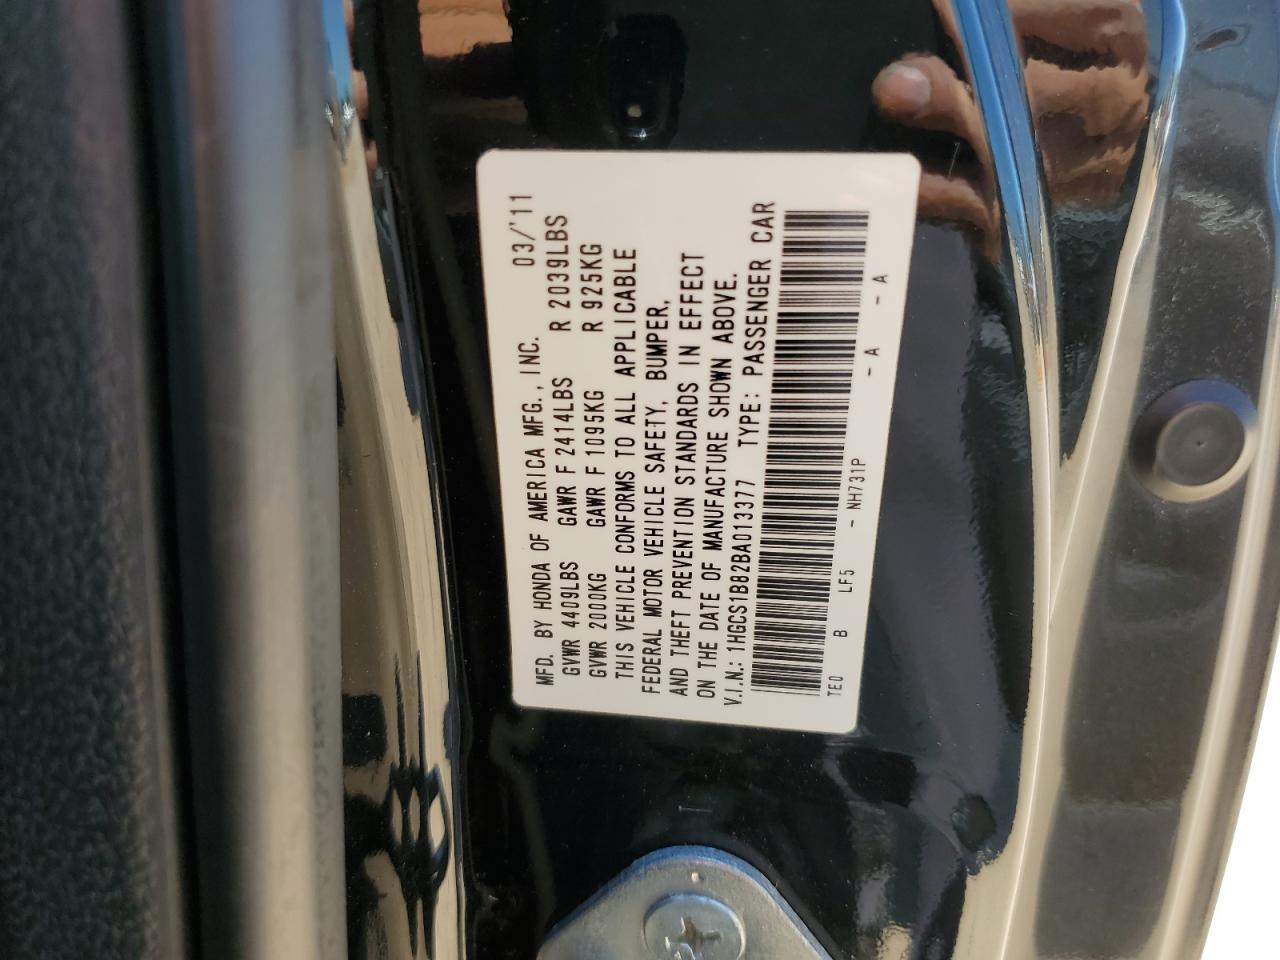 MFD. BY HONDA OF AMERICA MFG., INC. 03/'11
GVWR 4409LBS GAWR F 2414LBS R 2039LBS
GVWR 2000KG GAWR F 1095KG R 925KG
THIS VEHICLE CONFORMS TO ALL APPLICABLE
FEDERAL MOTOR VEHICLE SAFETY, BUMPER,
AND THEFT PREVENTION STANDARDS IN EFFECT
ON THE DATE OF MANUFACTURE SHOWN ABOVE.
V.I.N.: 1HGCS1B82BA013377 TYPE: PASSENGER CAR
TE0 B LF5 - NH731P - A - A